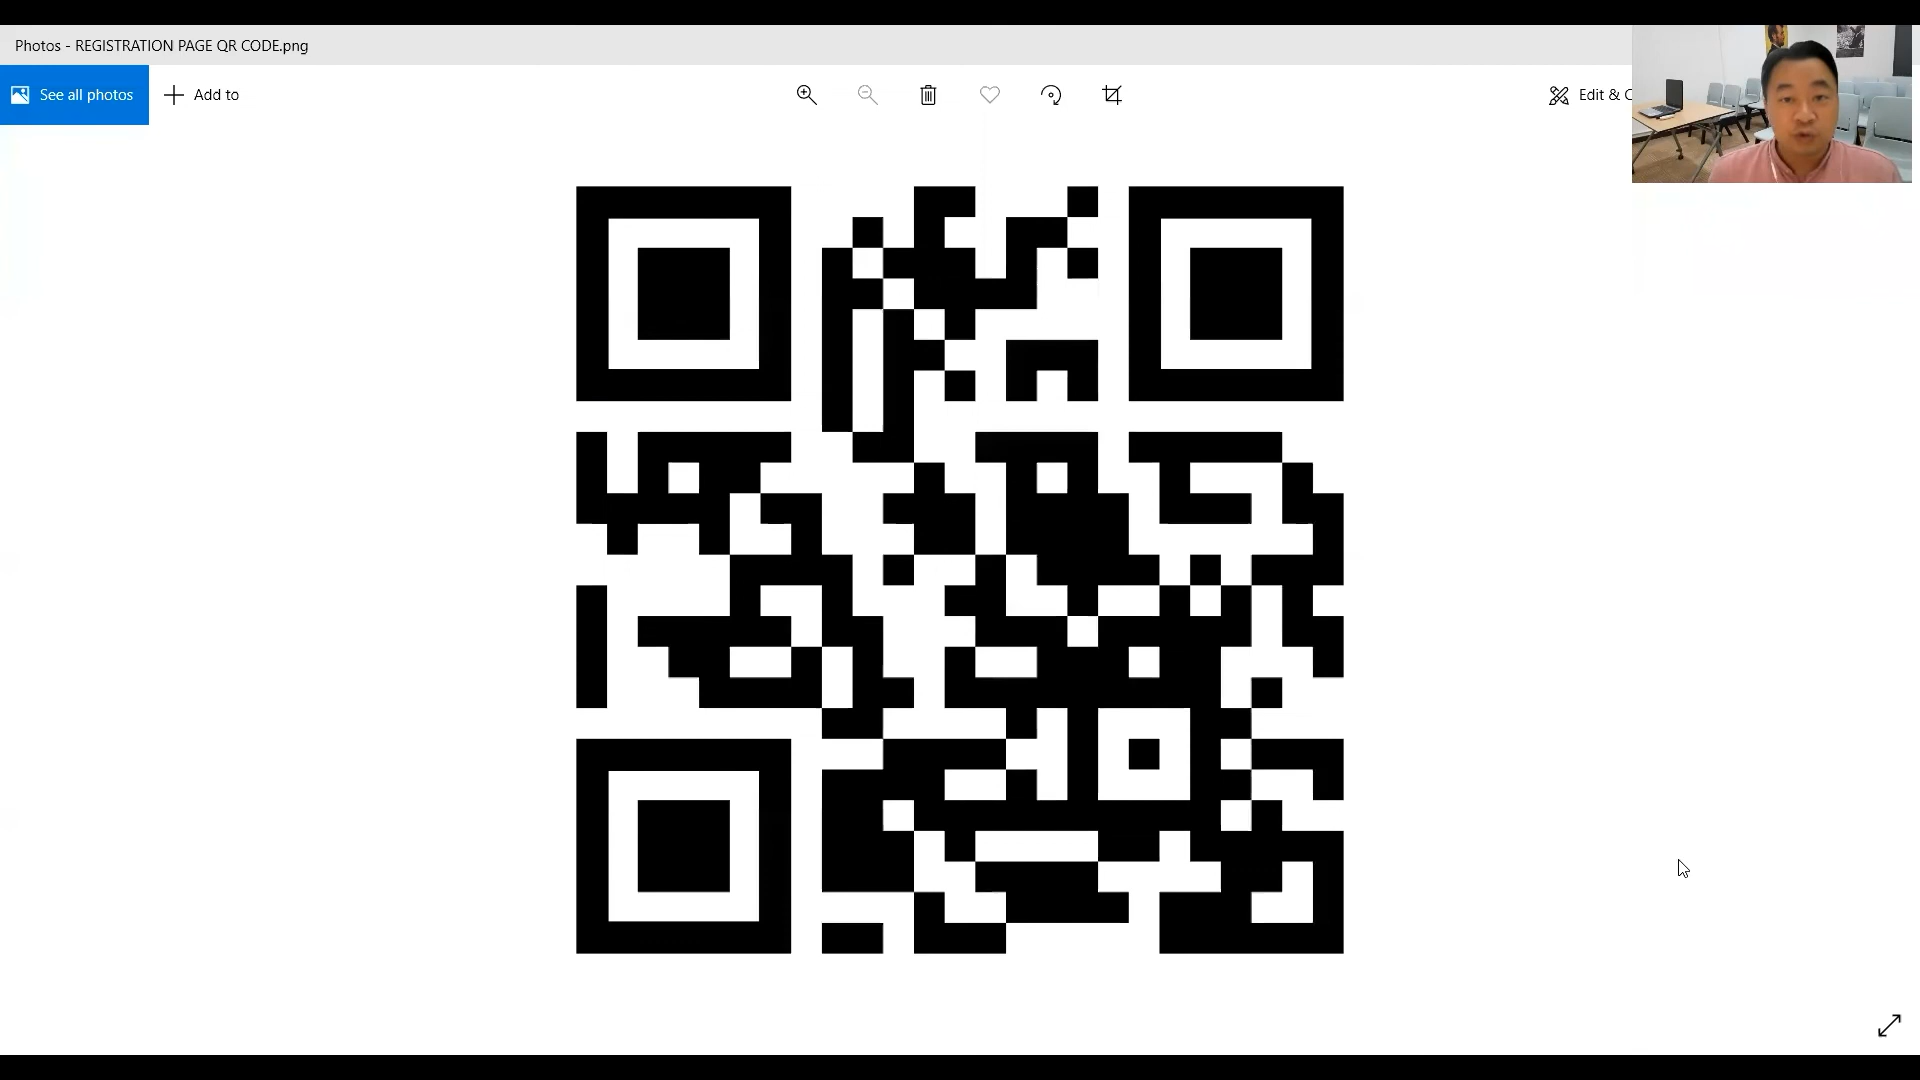 Photos - REGISTRATION PAGE QR CODE.png
See all photos
Add to
Edit & C